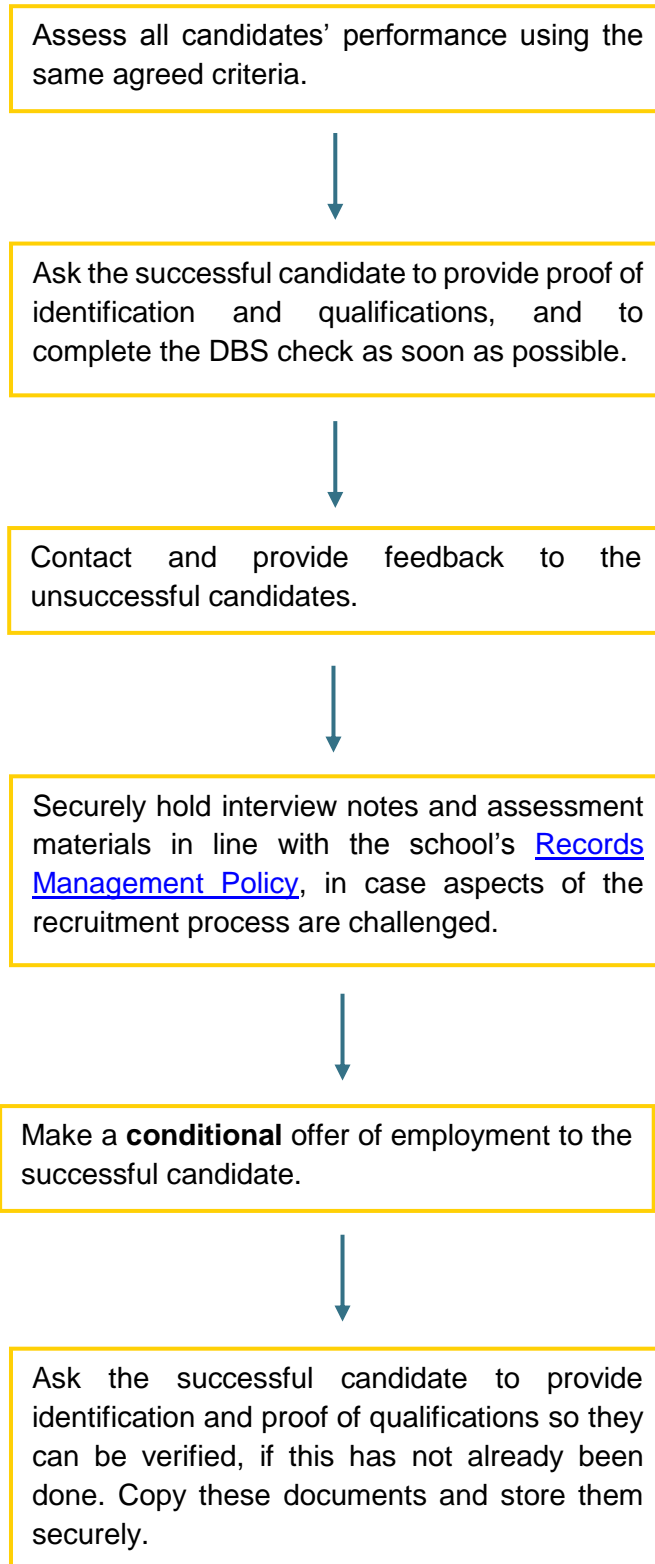 Assess all candidates’ performance using the
same agreed criteria.
Ask the successful candidate to provide proof of
identification and qualifications, and to
complete the DBS check as soon as possible.
Contact and provide feedback to the
unsuccessful candidates.
Securely hold interview notes and assessment
materials in line with the school’s Records
Management Policy, in case aspects of the
recruitment process are challenged.
Make a conditional offer of employment to the
successful candidate.
Ask the successful candidate to provide
identification and proof of qualifications so they
can be verified, if this has not already been
done. Copy these documents and store them
securely.